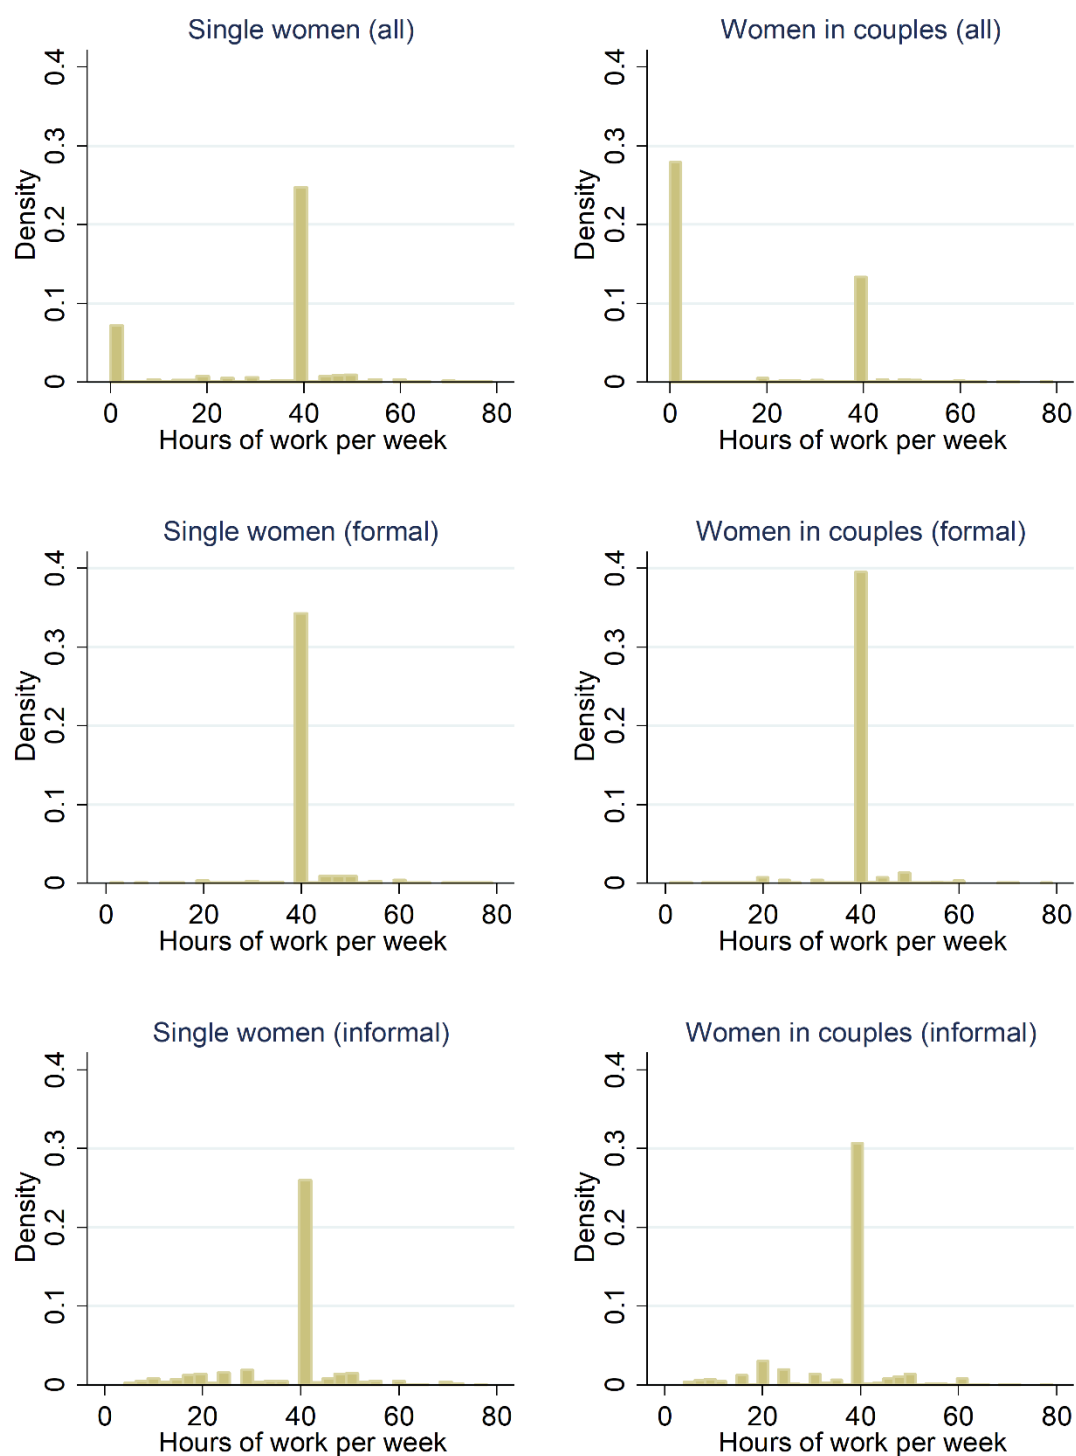 Single women (all)
Density
0.4
0.3
0.2
0.1
0
0 20 40 60 80
Hours of work per week
Women in couples (all)
Density
0.4
0.3
0.2
0.1
0
0 20 40 60 80
Hours of work per week
Single women (formal)
Density
0.4
0.3
0.2
0.1
0
0 20 40 60 80
Hours of work per week
Women in couples (formal)
Density
0.4
0.3
0.2
0.1
0
0 20 40 60 80
Hours of work per week
Single women (informal)
Density
0.4
0.3
0.2
0.1
0
0 20 40 60 80
Hours of work per week
Women in couples (informal)
Density
0.4
0.3
0.2
0.1
0
0 20 40 60 80
Hours of work per week